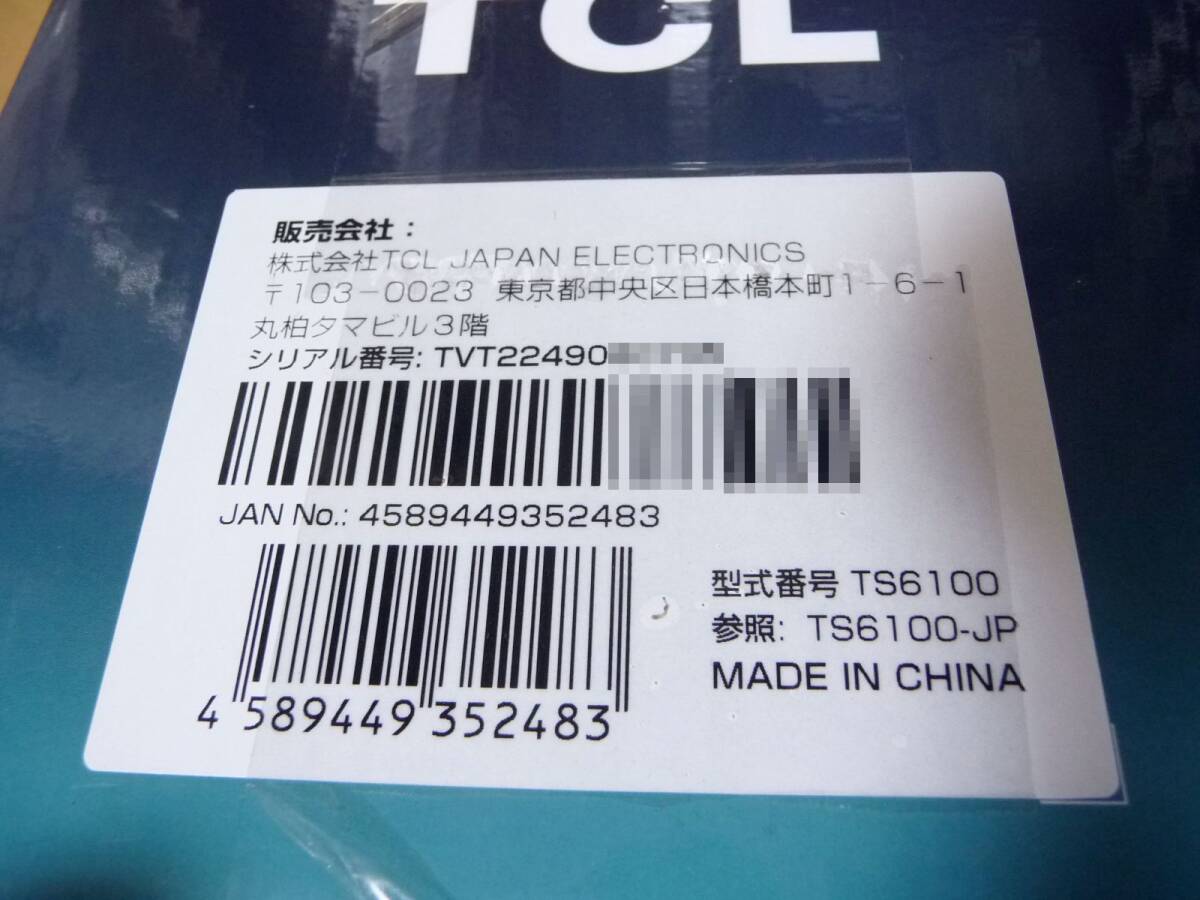 TCL
販売会社：
株式会社TCL JAPAN ELECTRONICS
〒103-0023 東京都中央区日本橋本町1-6-1
丸柏タマビル3階
シリアル番号: TVT22490
JAN No.: 4589449352483
4 589449 352483
型式番号 TS6100
参照: TS6100-JP
MADE IN CHINA